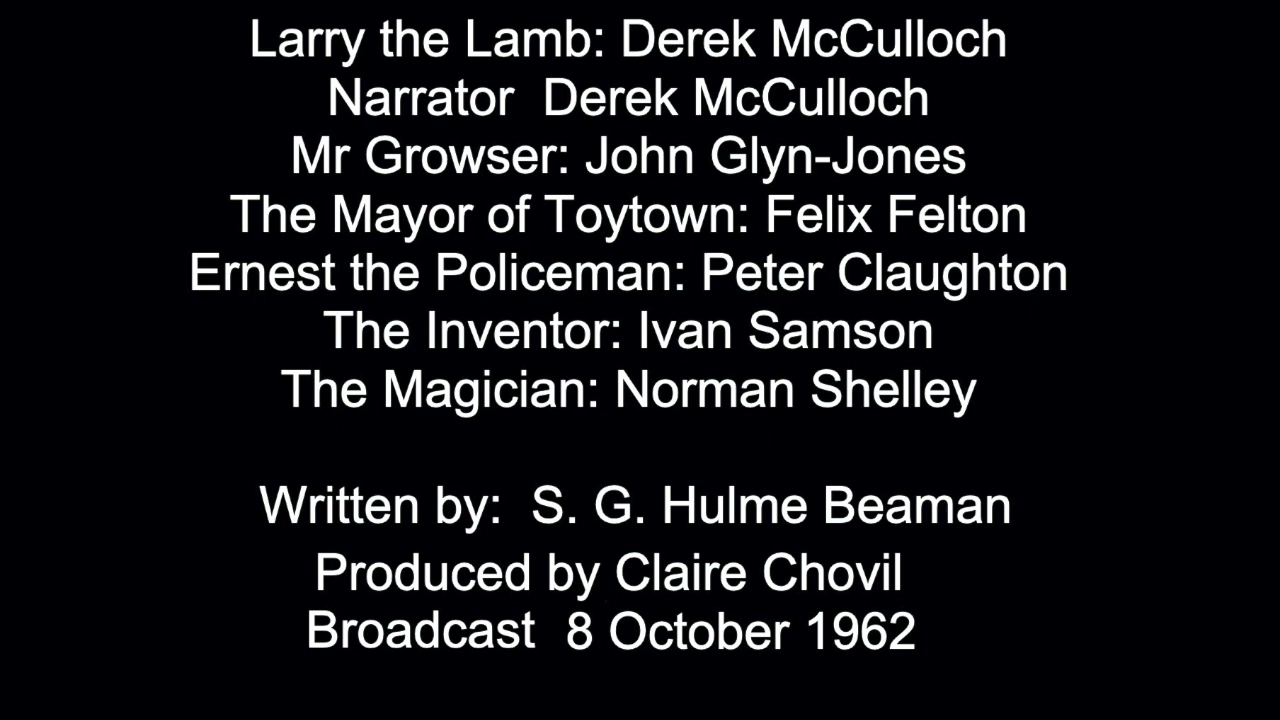 Larry the Lamb: Derek McCulloch
Narrator  Derek McCulloch
Mr Growser: John Glyn-Jones
The Mayor of Toytown: Felix Felton
Ernest the Policeman: Peter Claughton
The Inventor: Ivan Samson
The Magician: Norman Shelley
Written by:  S. G. Hulme Beaman
Produced by Claire Chovil
Broadcast  8 October 1962